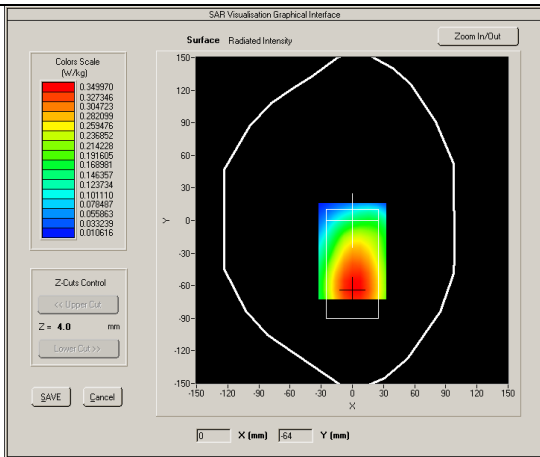 SAR Visualisation Graphical Interface
Surface Radiated Intensity
Zoom In/Out
Colors Scale
(W/kg)
0.349970
0.327346
0.304723
0.282099
0.259476
0.236852
0.214228
0.191605
0.168981
0.146357
0.123734
0.101110
0.078487
0.055863
0.033239
0.010616
Z-Cuts Control
<< Upper Cut
Z = 4.0 mm
Lower Cut >>
SAVE Cancel
150
120
90
60
30
0
-30
-60
-90
-120
-150
Y
-150 -120 -90 -60 -30 0 30 60 90 120 150
X
0 X (mm) -64 Y (mm)